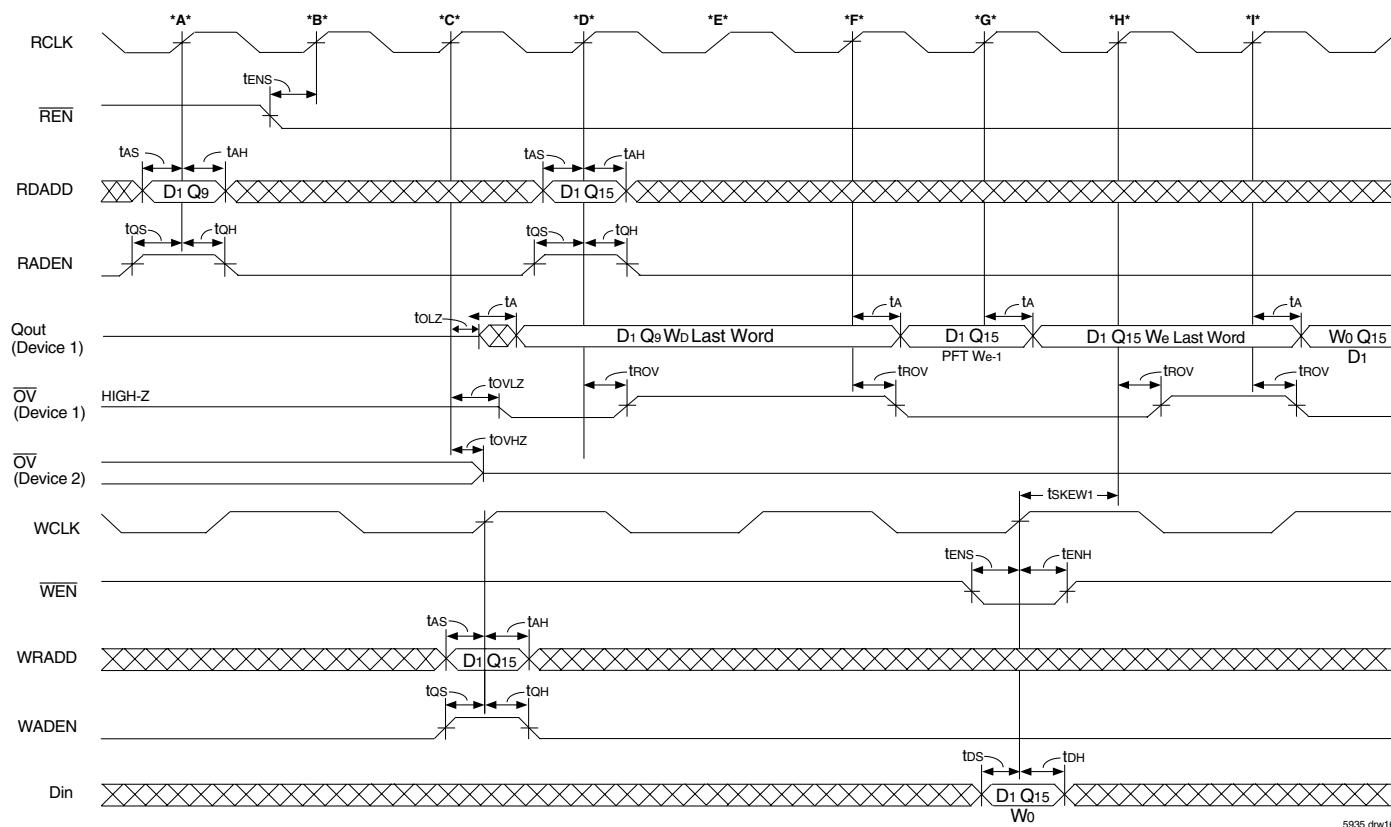 *A* *B* *C* *D* *E* *F* *G* *H* *I*
RCLK
tENS
REN
tAS tAH tAS tAH
RDADD D1 Q9 D1 Q15
tQS tQH tQS tQH
RADEN
tOLZ tA tA tA tA
Qout
(Device 1)
D1 Q9 WD Last Word D1 Q15 D1 Q15 We Last Word W0 Q15
PFT We-1 D1
tOVLZ tROV tROV tROV tROV
OV HIGH-Z
(Device 1)
tOVHZ
OV
(Device 2)
tSKEW1
WCLK
tENS tENH
WEN
tAS tAH
WRADD D1 Q15
tQS tQH
WADEN
tDS tDH
Din D1 Q15
W0
5935 drw16